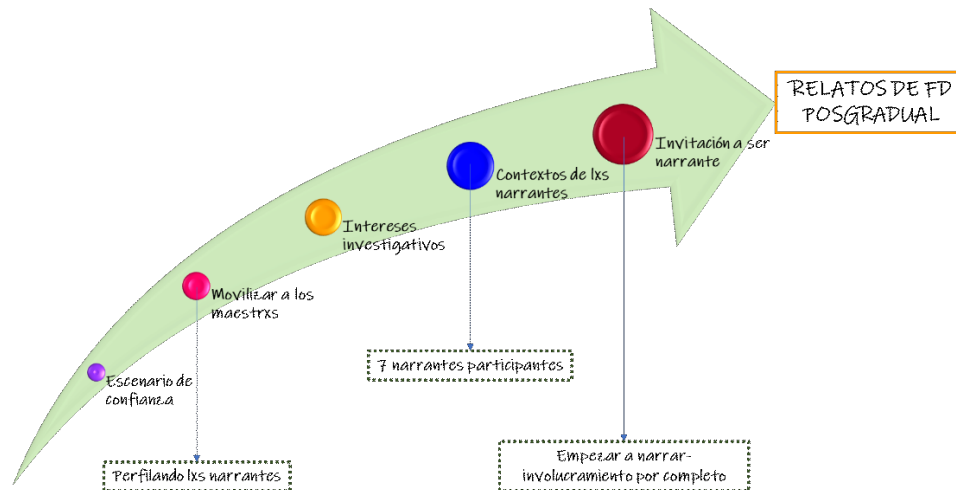 RELATOS DE FD
POSGRADUAL
Invitación a ser
narrante
Contextos de lxs
narrantes
Intereses
investigativos
Movilizar a los
maestrxs
Escenario de
confianza
7 narrantes participantes
Empezar a narrar-
involucramiento por completo
Perfilando lxs narrantes